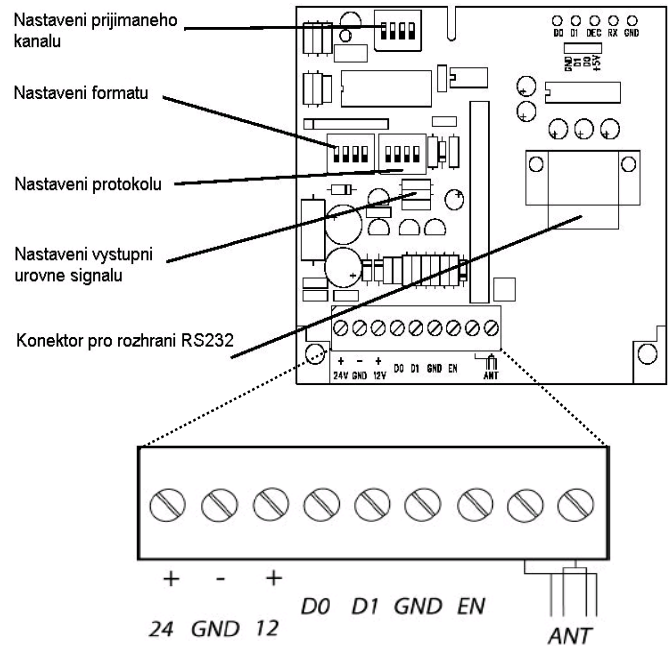 Nastaveni prijimaneho
kanalu
Nastaveni formatu
Nastaveni protokolu
Nastaveni vystupni
urovne signalu
Konektor pro rozhrani RS232
D0 D1 DEC RX GND
GND
D1
D0
+5V
+ - +
24V GND 12V D0 D1 GND EN ANT
+ - +
24 GND 12 D0 D1 GND EN ANT